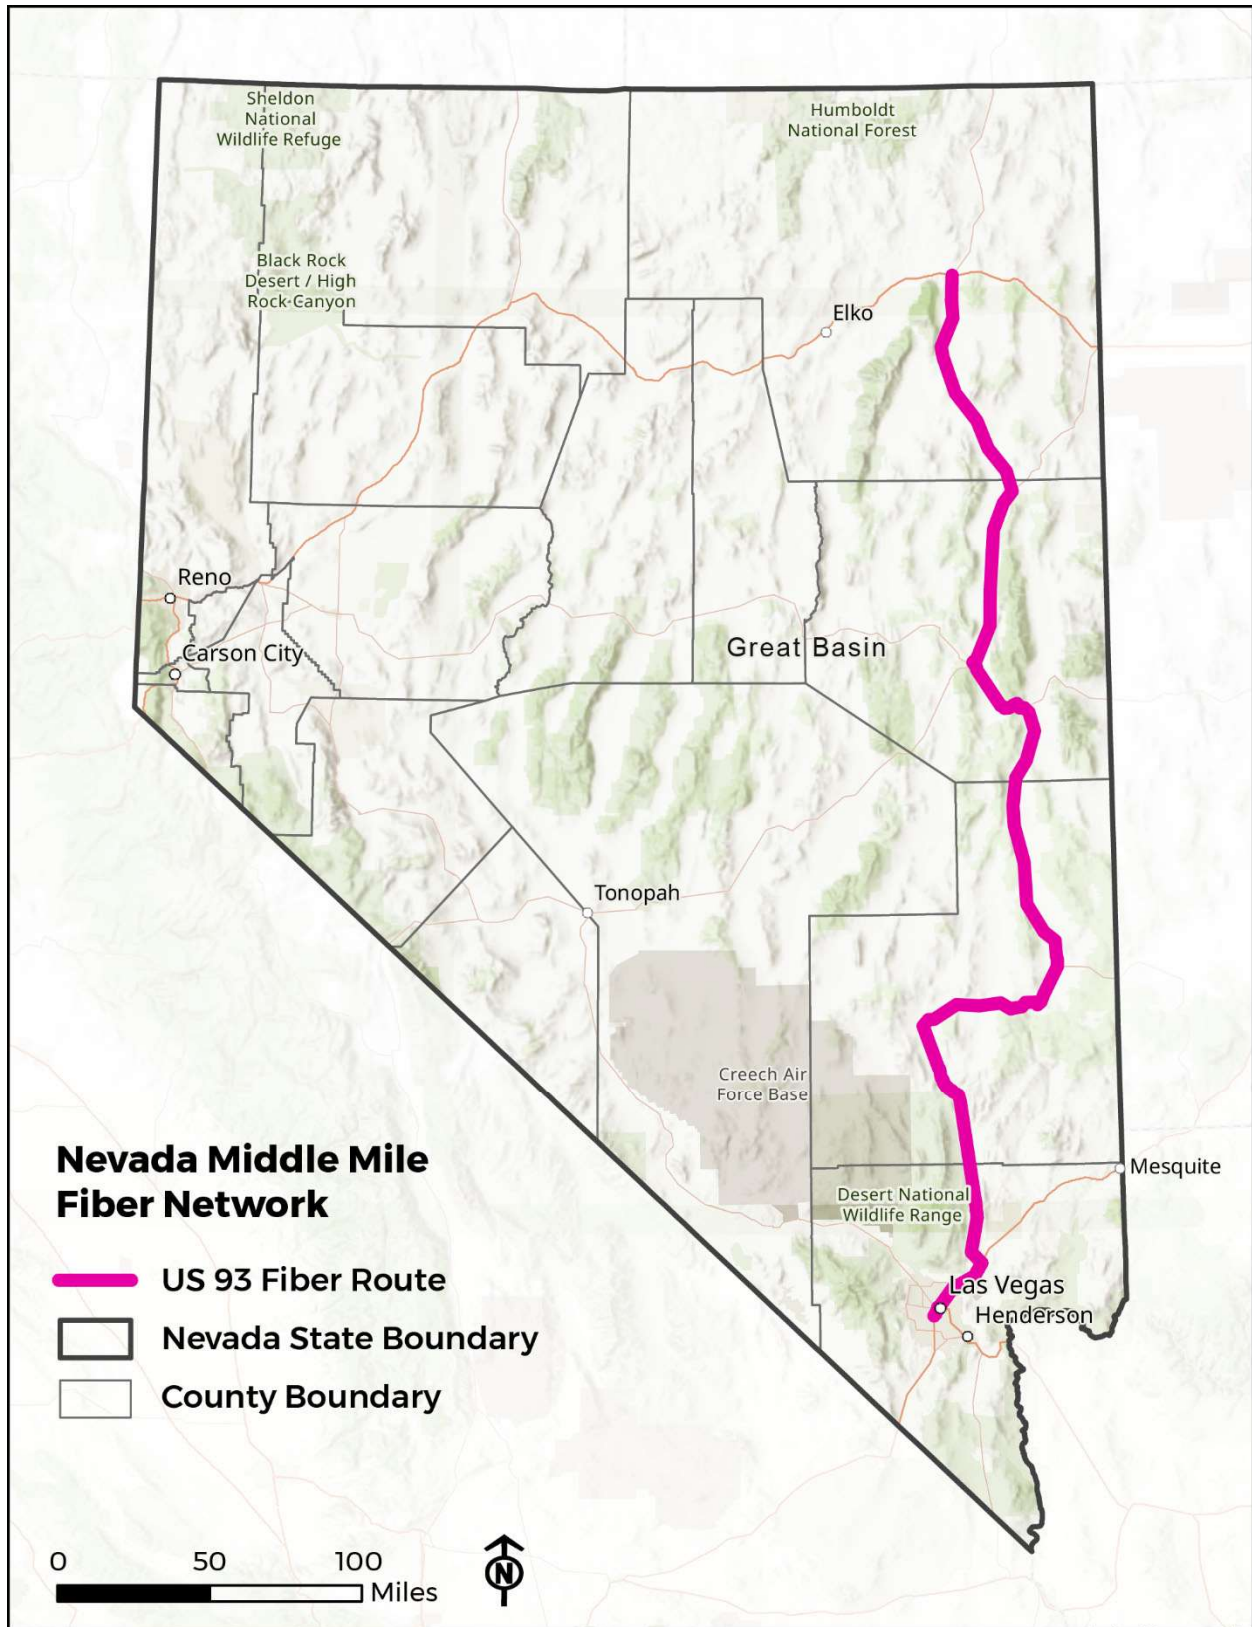 Sheldon
National
Wildlife Refuge
Humboldt
National Forest
Black Rock
Desert / High
Rock Canyon
Elko
Reno
Carson City
Great Basin
Tonopah
Creech Air
Force Base
Mesquite
Desert National
Wildlife Range
Las Vegas
Henderson
Nevada Middle Mile
Fiber Network
US 93 Fiber Route
Nevada State Boundary
County Boundary
0 50 100
Miles
N